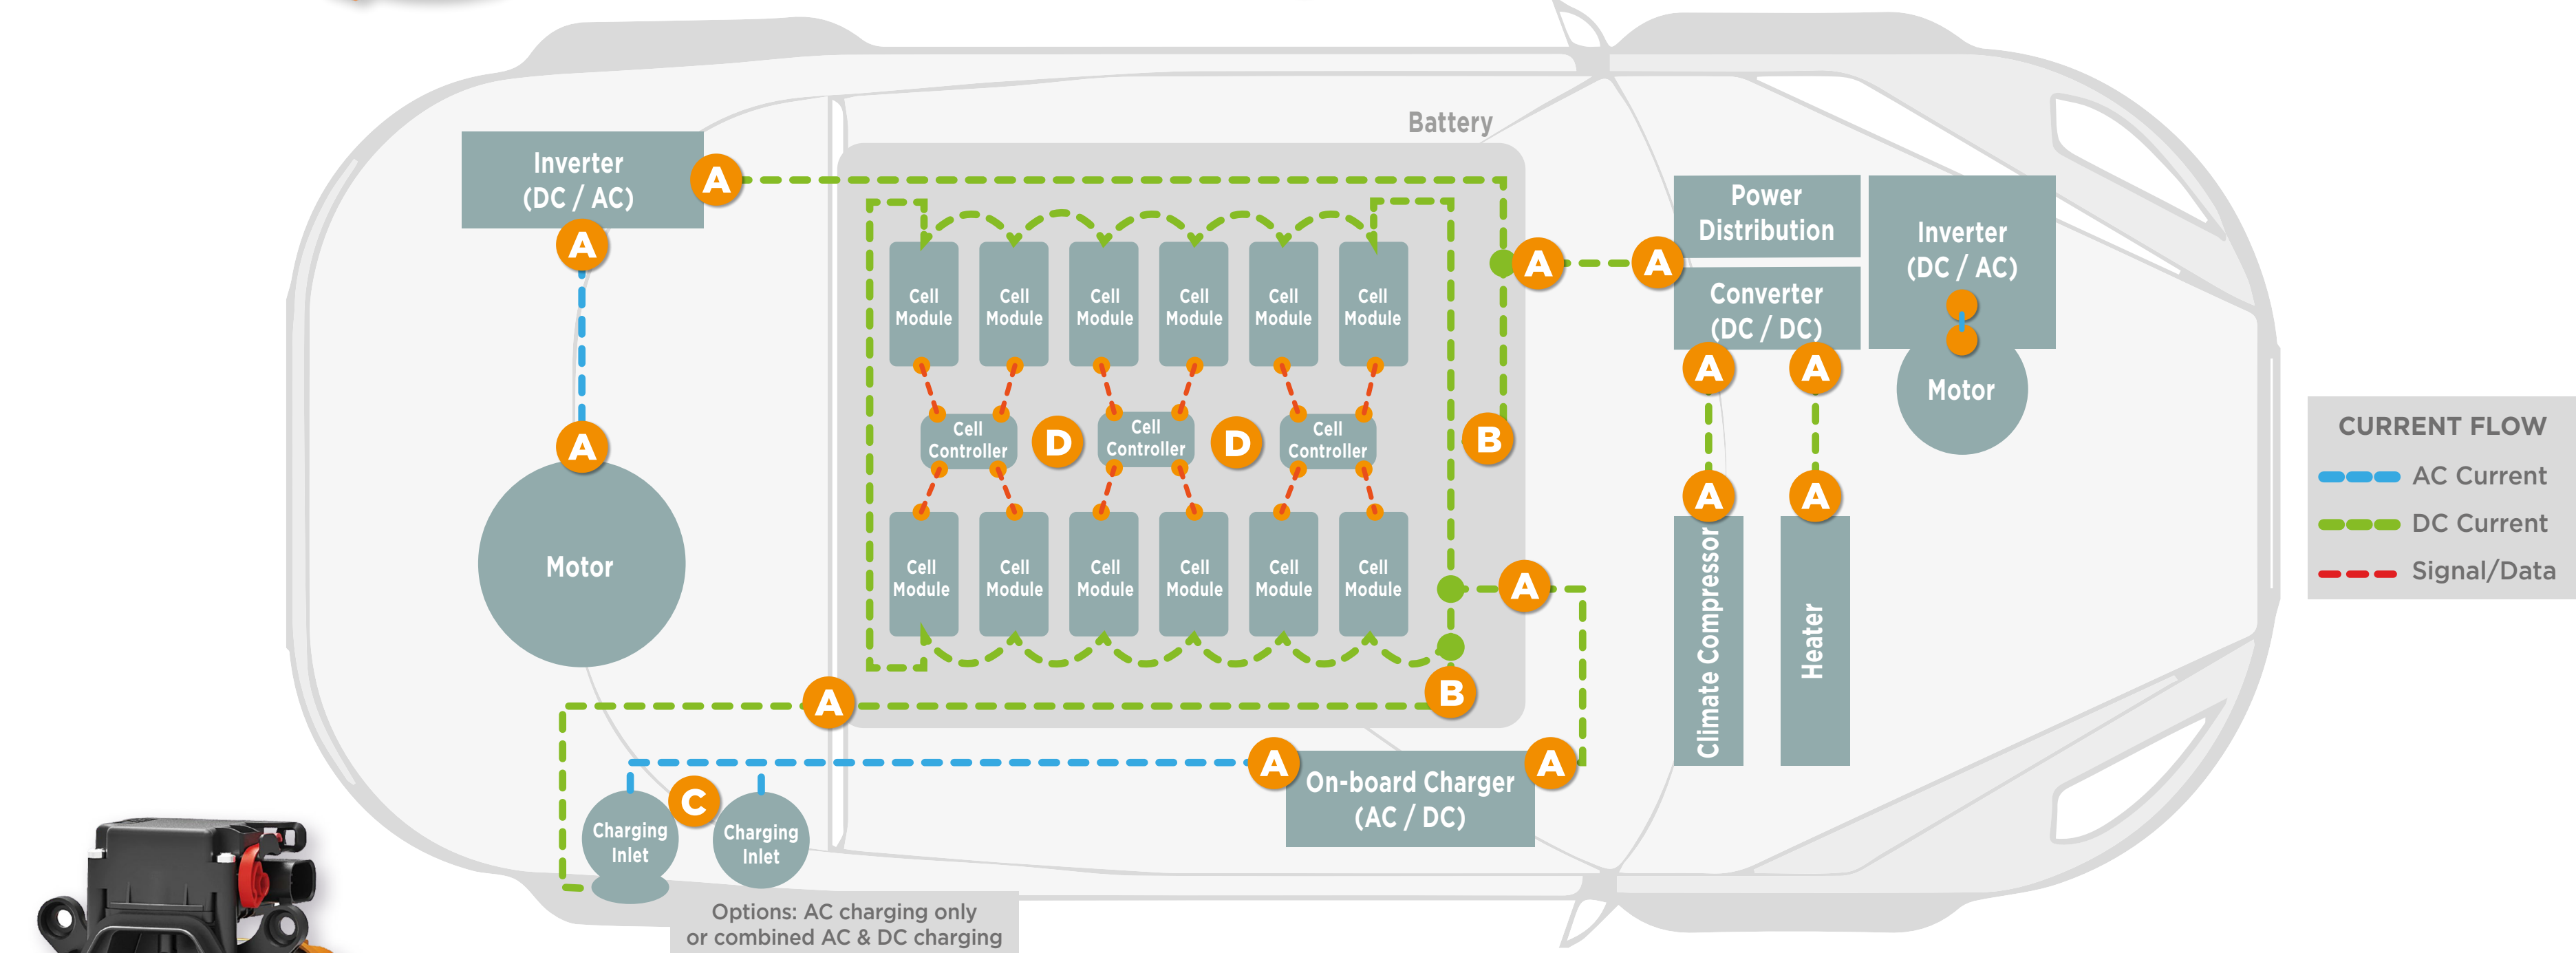 Battery
Inverter
(DC / AC)
A
A
A
Motor
Cell
Module
Cell
Module
Cell
Module
Cell
Module
Cell
Module
Cell
Module
Cell
Controller
D
Cell
Controller
D
Cell
Controller
B
Cell
Module
Cell
Module
Cell
Module
Cell
Module
Cell
Module
Cell
Module
A
A
Power
Distribution
Converter
(DC / DC)
Inverter
(DC / AC)
Motor
A
A
A
A
Climate Compressor
Heater
A
B
A
A
A
On-board Charger
(AC / DC)
C
Charging
Inlet
Charging
Inlet
Options: AC charging only
or combined AC & DC charging
CURRENT FLOW
AC Current
DC Current
Signal/Data